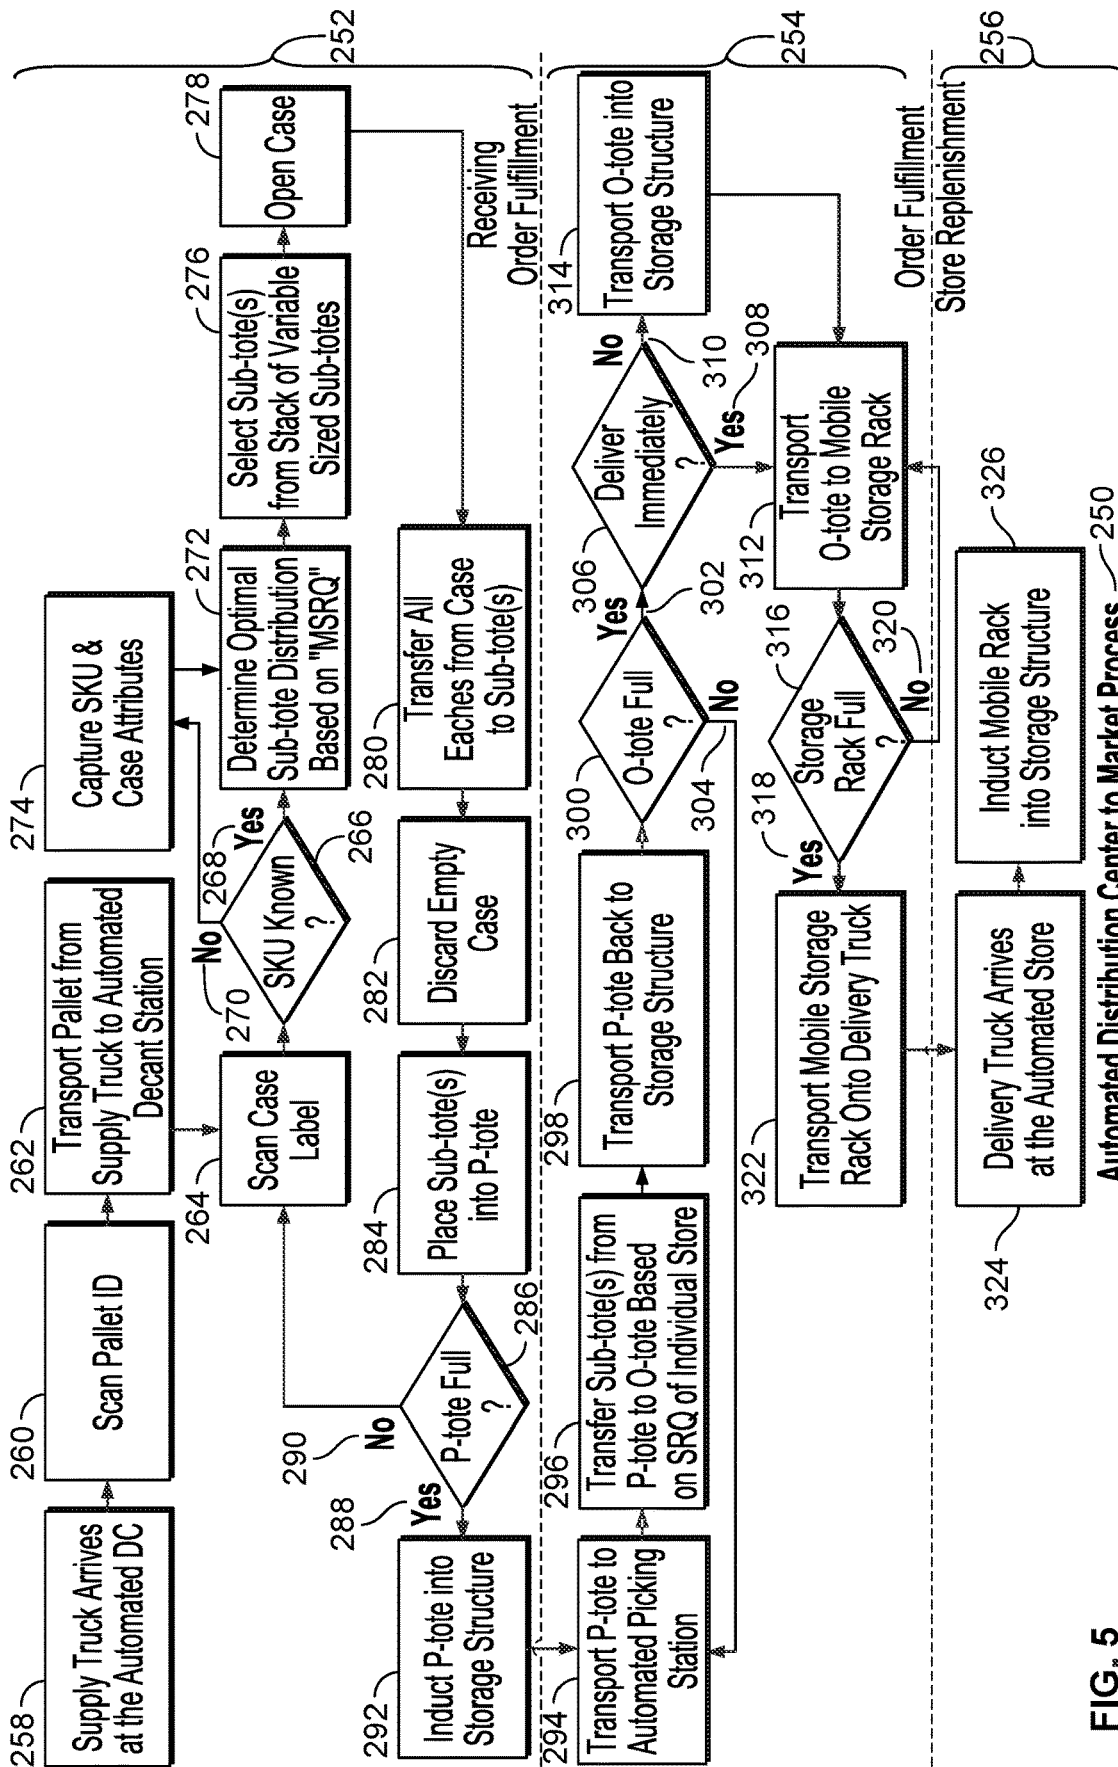 258
Supply Truck Arrives
at the Automated DC
260
Scan Pallet ID
262
Transport Pallet from
Supply Truck to Automated
Decant Station
264
Scan Case
Label
SKU Known
?
266
268
Yes
No
270
274
Capture SKU &
Case Attributes
272
Determine Optimal
Sub-tote Distribution
Based on "MSRQ"
276
Select Sub-tote(s)
from Stack of Variable
Sized Sub-totes
278
Open Case
252
280
Transfer All
Eaches from Case
to Sub-tote(s)
282
Discard Empty
Case
284
Place Sub-tote(s)
into P-tote
P-tote Full
?
286
No
290
288
Yes
292
Induct P-tote into
Storage Structure
Receiving
Order Fulfillment
294
Transport P-tote to
Automated Picking
Station
296
Transfer Sub-tote(s) from
P-tote to O-tote Based
on SRQ of Individual Store
298
Transport P-tote Back to
Storage Structure
300
O-tote Full
?
Yes
302
No
304
306
Deliver
Immediately
?
No
310
Yes
308
314
Transport O-tote into
Storage Structure
254
312
Transport
O-tote to Mobile
Storage Rack
316
Storage
Rack Full
?
318
Yes
No
320
322
Transport Mobile Storage
Rack Onto Delivery Truck
Order Fulfillment
Store Replenishment
324
Delivery Truck Arrives
at the Automated Store
326
Induct Mobile Rack
into Storage Structure
256
Automated Distribution Center to Market Process
250
FIG. 5